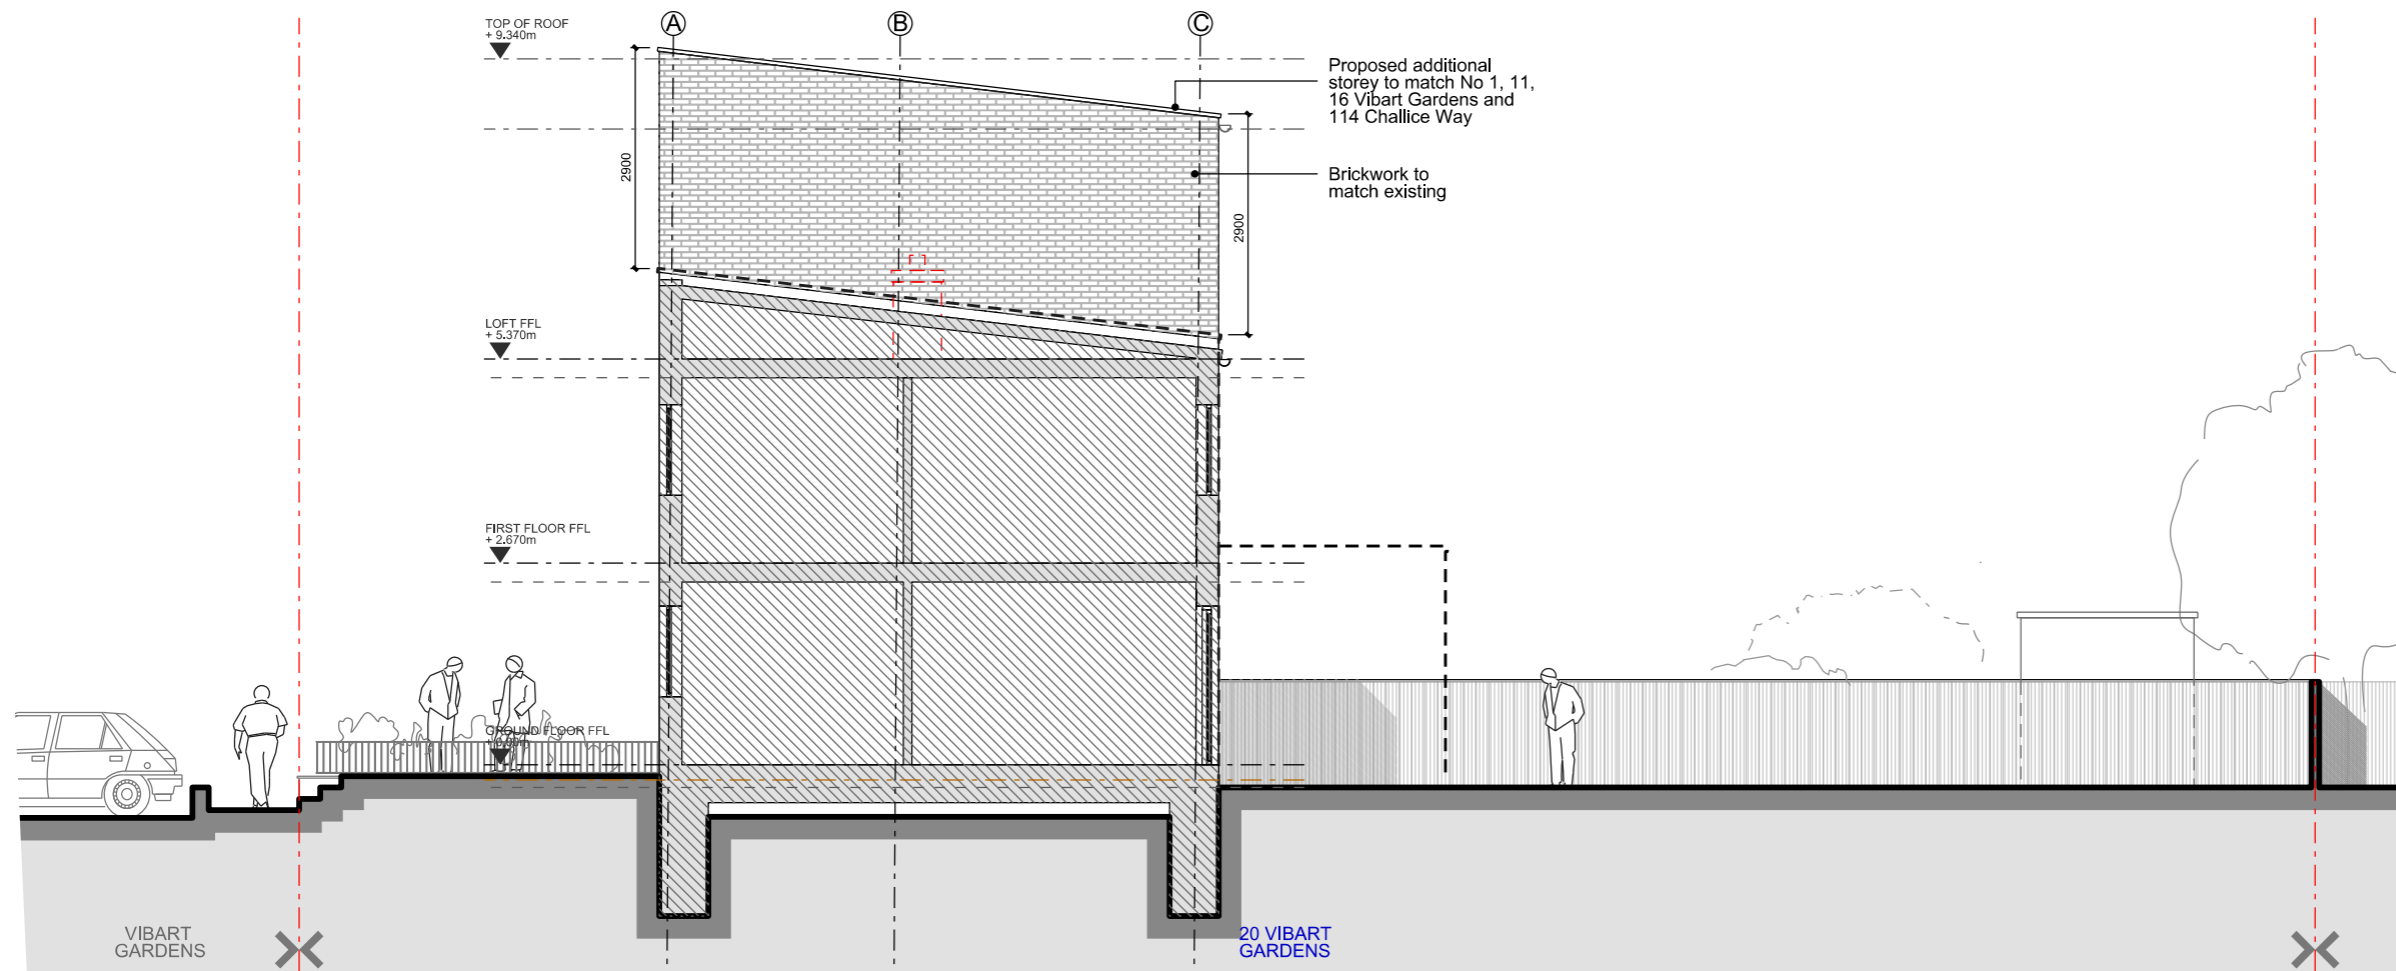 TOP OF ROOF
+ 9.340m
A
B
C
Proposed additional
storey to match No 1, 11,
16 Vibart Gardens and
114 Challice Way
2900
Brickwork to
match existing
2900
LOFT FFL
+ 5.370m
FIRST FLOOR FFL
+ 2.670m
GROUND FLOOR FFL
VIBART
GARDENS
20 VIBART
GARDENS